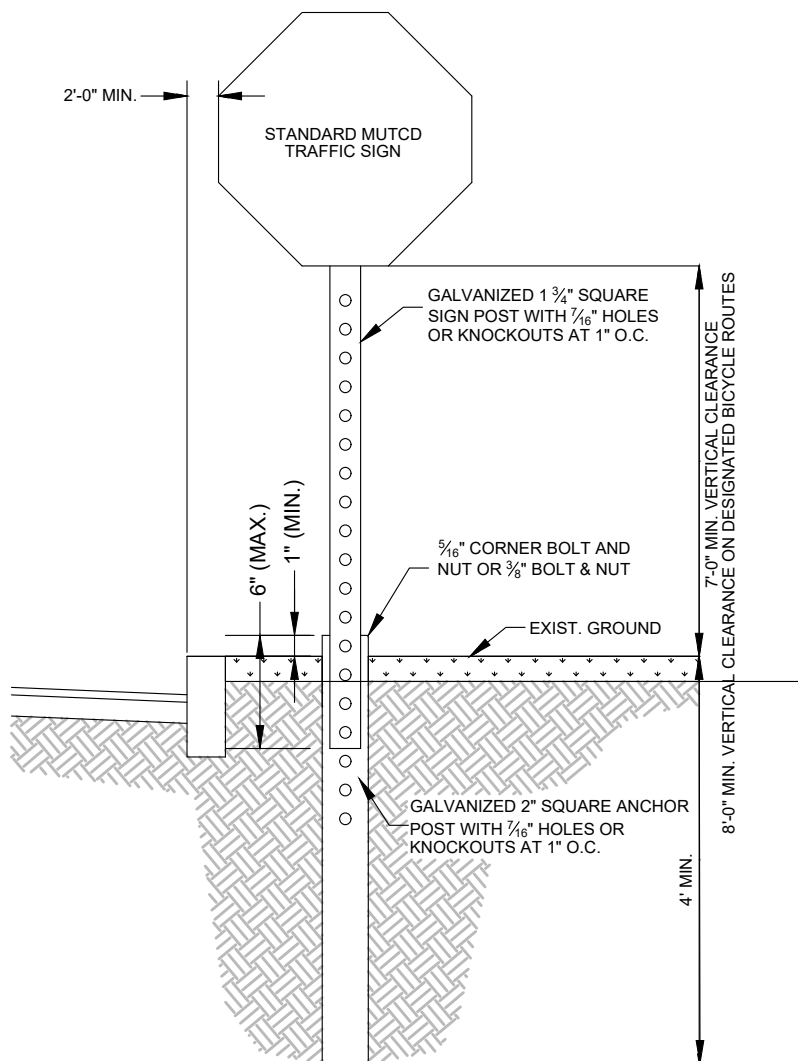 2'-0" MIN.
STANDARD MUTCD
TRAFFIC SIGN
GALVANIZED 1 3/4" SQUARE
SIGN POST WITH 7/16" HOLES
OR KNOCKOUTS AT 1" O.C.
7'-0" MIN. VERTICAL CLEARANCE
8'-0" MIN. VERTICAL CLEARANCE ON DESIGNATED BICYCLE ROUTES
6" (MAX.)
1" (MIN.)
5/16" CORNER BOLT AND
NUT OR 3/8" BOLT & NUT
EXIST. GROUND
GALVANIZED 2" SQUARE ANCHOR
POST WITH 7/16" HOLES OR
KNOCKOUTS AT 1" O.C.
4' MIN.